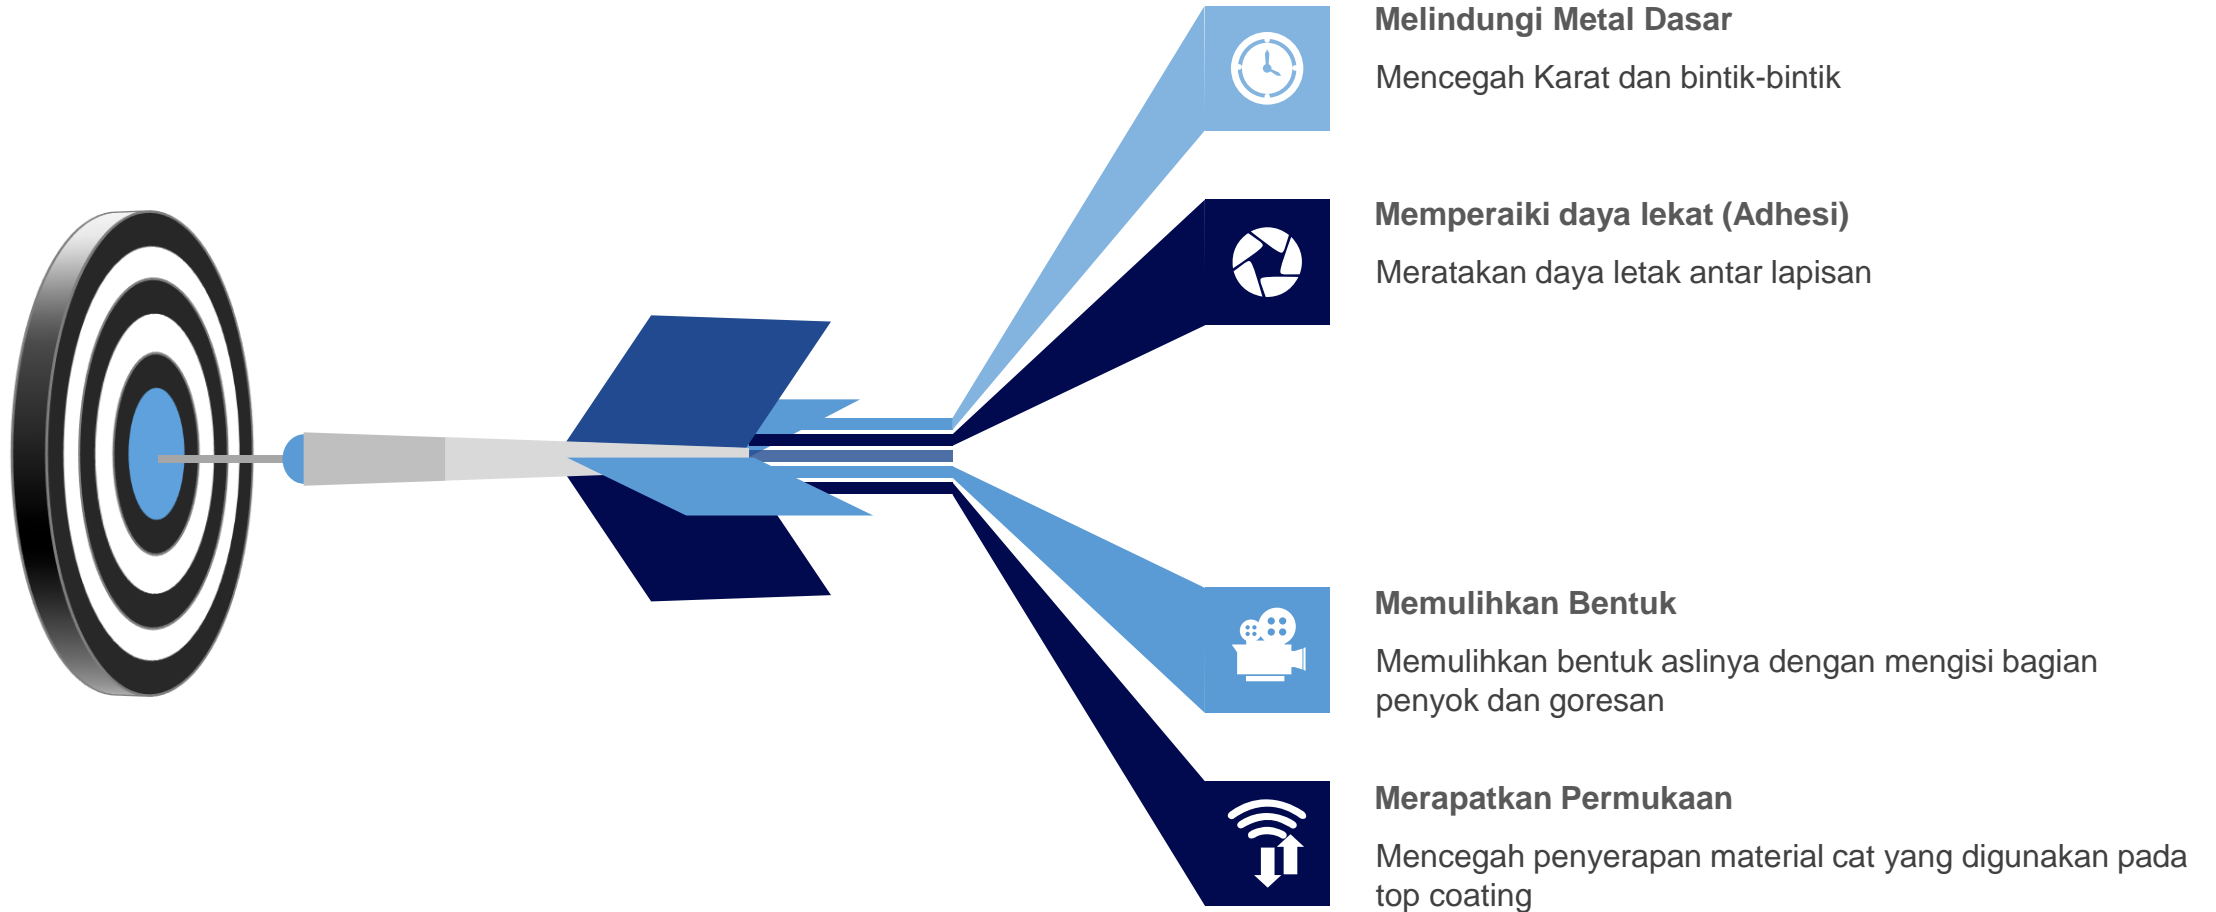 Melindungi Metal Dasar
Mencegah Karat dan bintik-bintik
Memperaiki daya lekat (Adhesi)
Meratakan daya letak antar lapisan
Memulihkan Bentuk
Memulihkan bentuk aslinya dengan mengisi bagian
penyok dan goresan
Merapatkan Permukaan
Mencegah penyerapan material cat yang digunakan pada
top coating